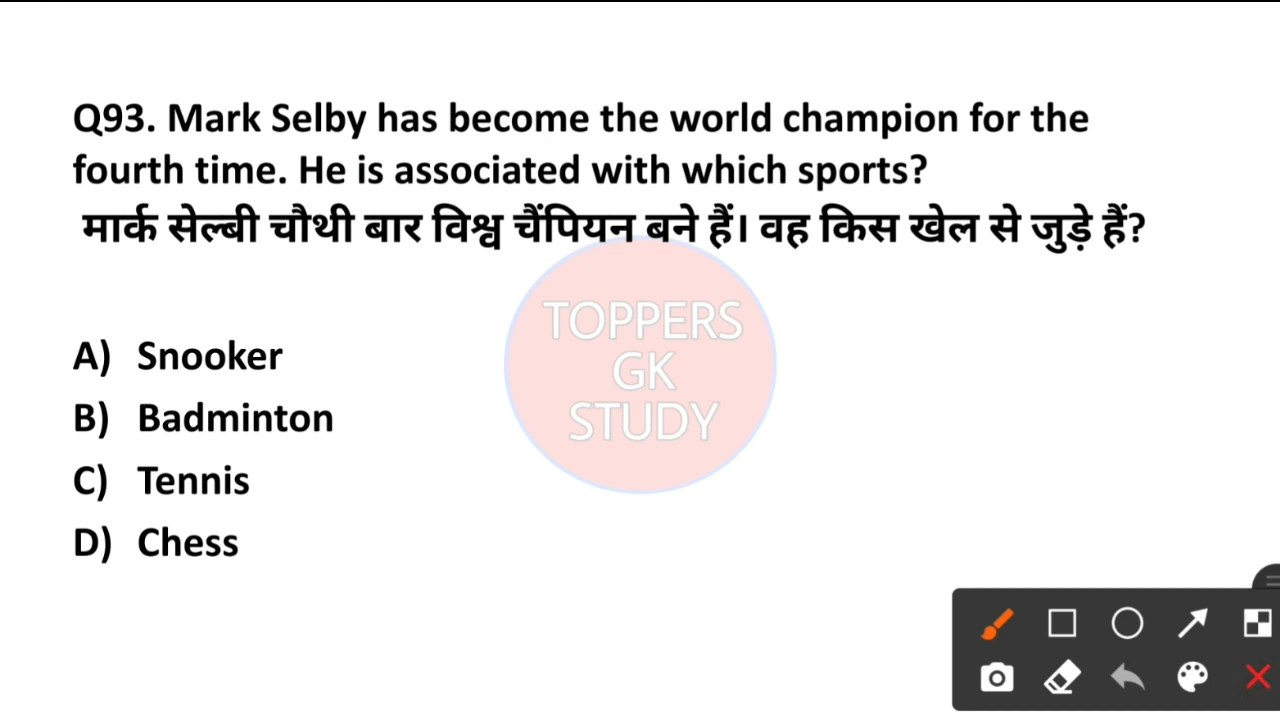 Q93. Mark Selby has become the world champion for the
fourth time. He is associated with which sports?
मार्क सेल्बी चौथी बार विश्व चैंपियन बने हैं। वह किस खेल से जुड़े हैं?
TOPPERS
GK
STUDY
A) Snooker
B) Badminton
C) Tennis
D) Chess